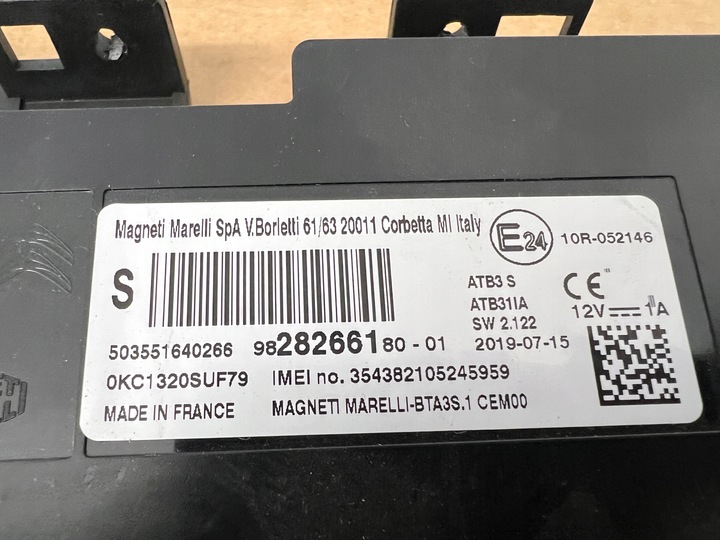 Magneti Marelli SpA V.Borletti 61/63 20011 Corbetta MI Italy
E24
10R-052146
S
ATB3 S
ATB31IA
SW 2.122
2019-07-15
CE
12V 1A
503551640266
9828266180-01
0KC1320SUF79
IMEI no. 354382105245959
MADE IN FRANCE
MAGNETI MARELLI-BTA3S.1 CEM00